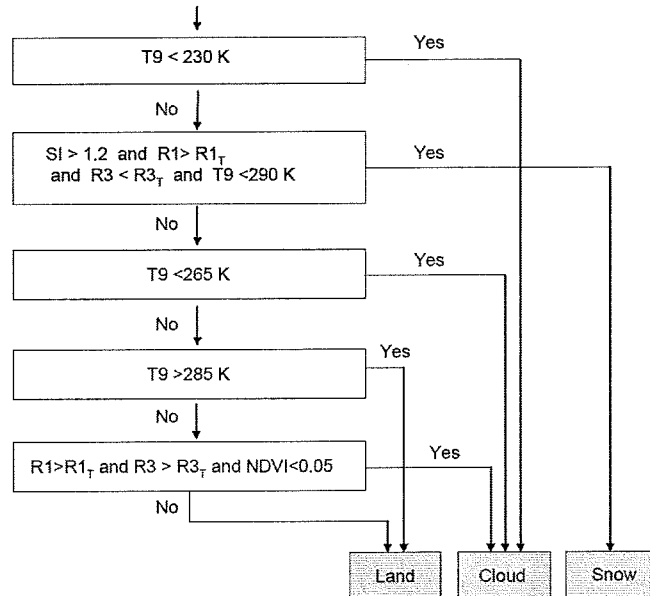 T9 < 230 K
Yes
No
SI > 1.2 and R1> R1T
and R3 < R3T and T9 <290 K
Yes
No
T9 <265 K
Yes
No
T9 >285 K
Yes
No
R1>R1T and R3 > R3T and NDVI<0.05
Yes
No
Land
Cloud
Snow